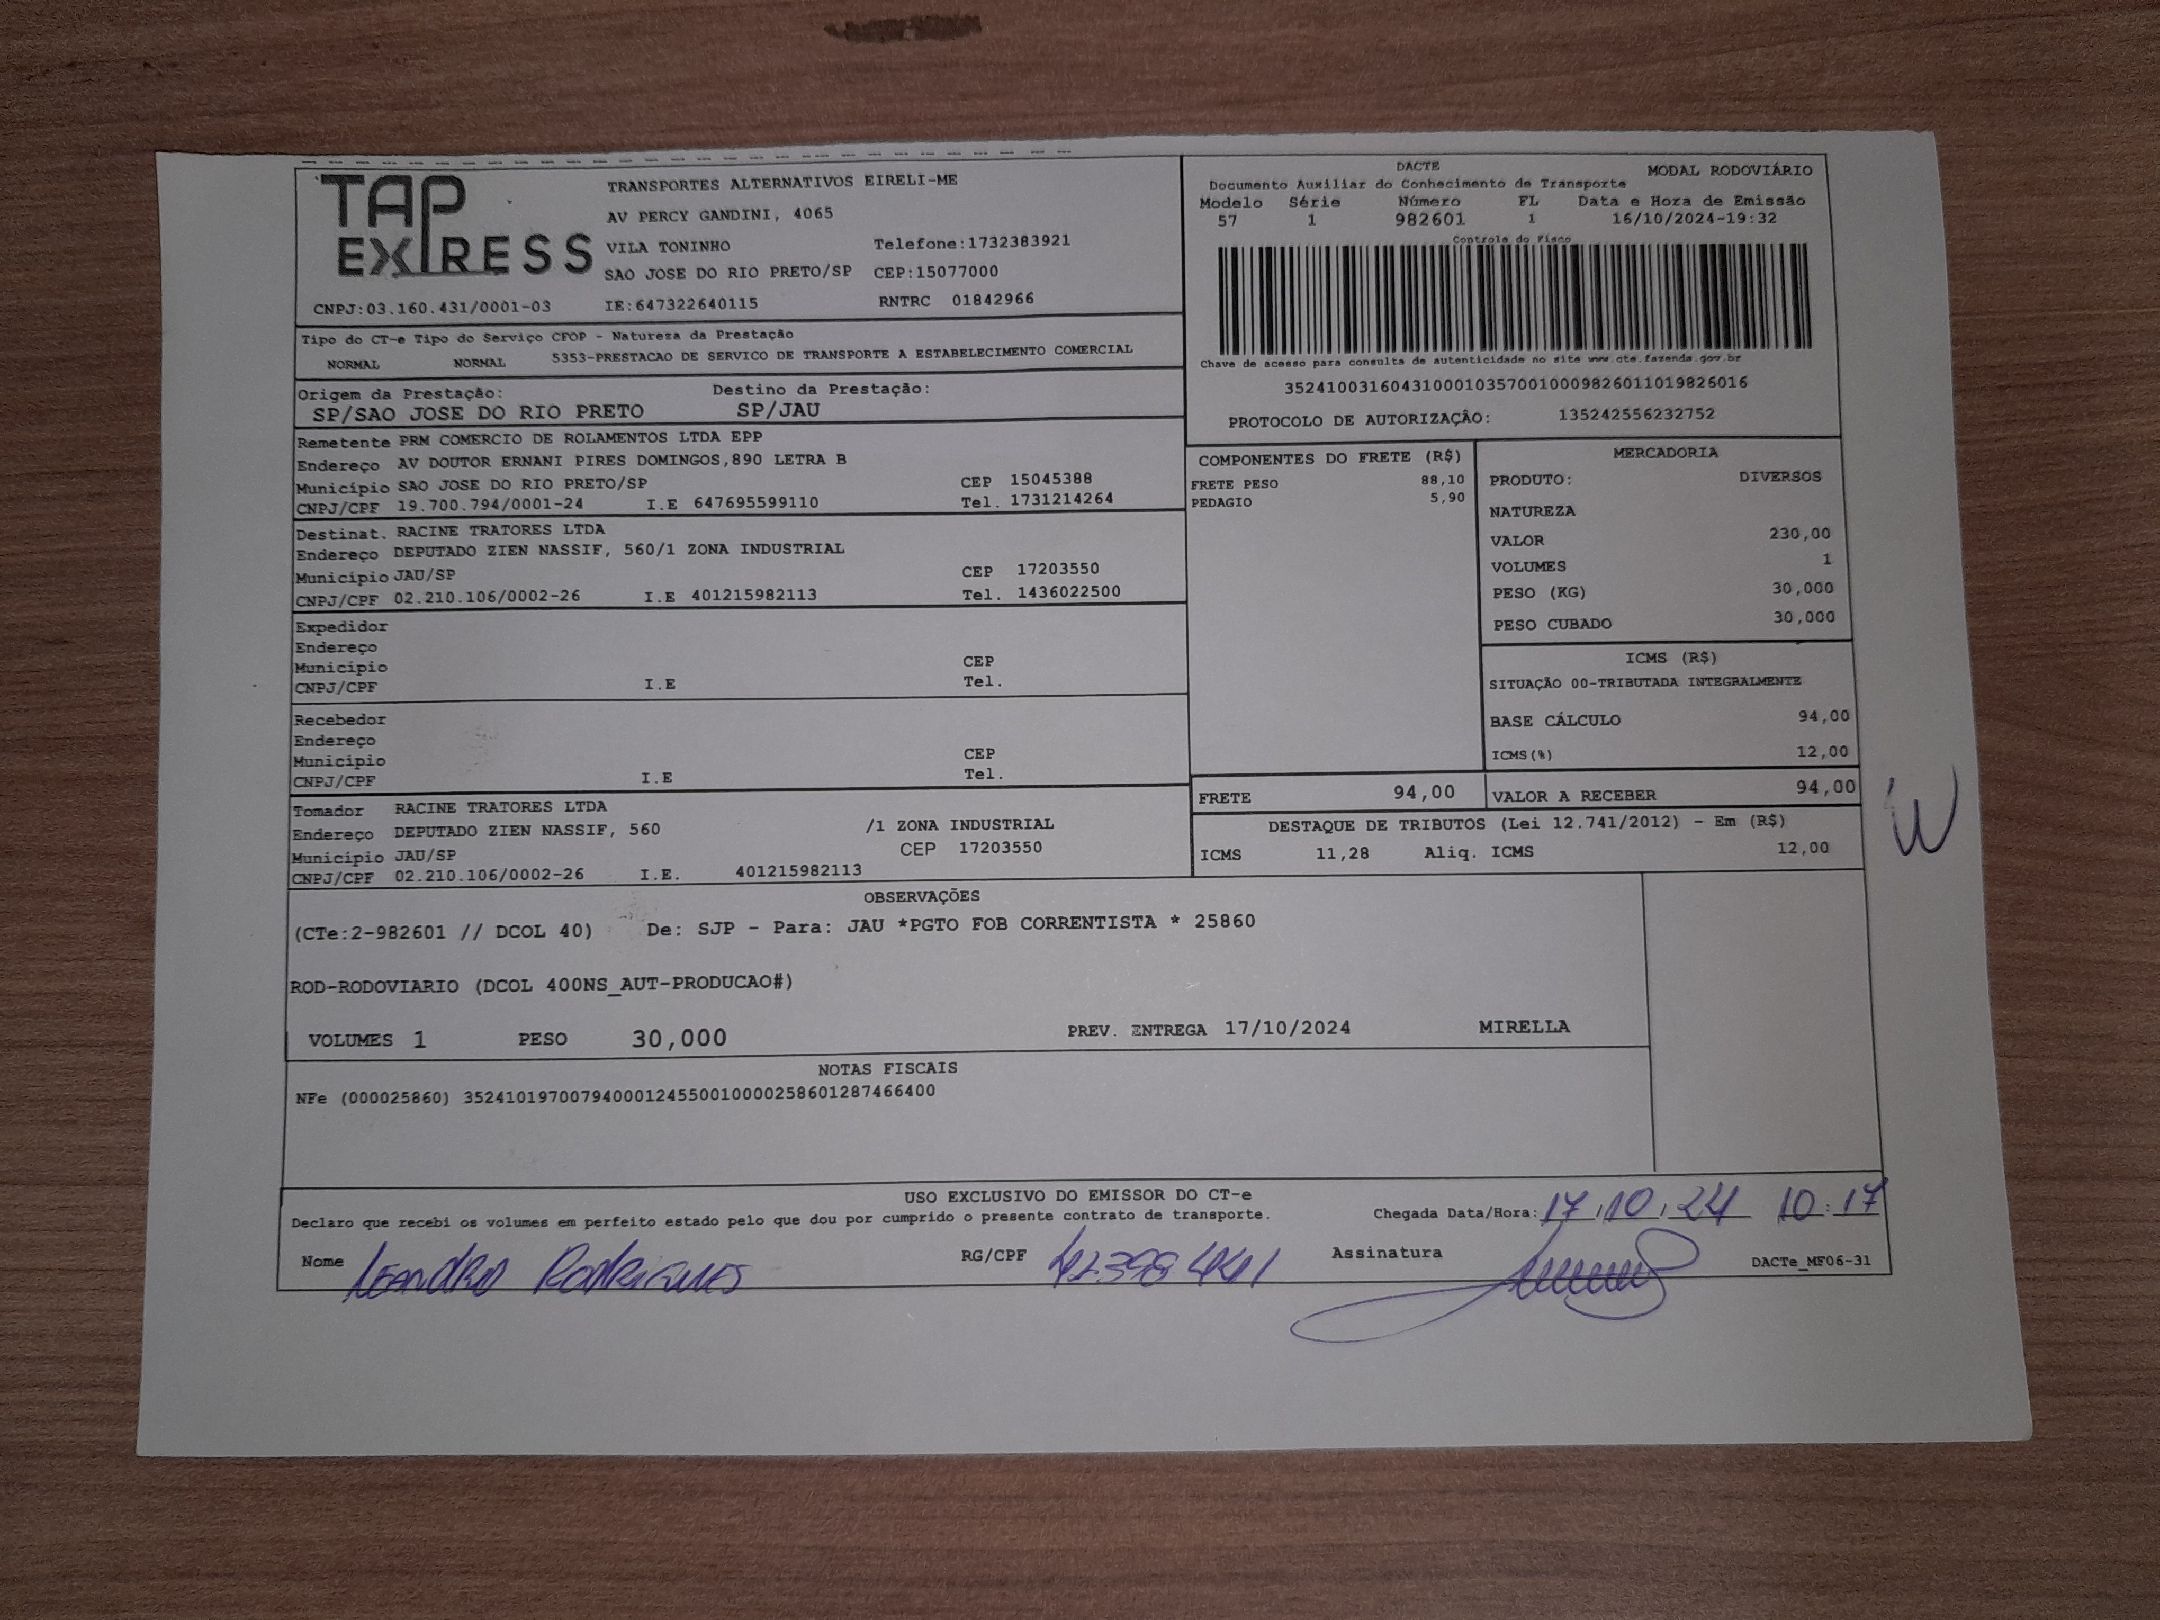 TAP EXPRESS
TRANSPORTES ALTERNATIVOS EIRELI-ME
AV PERCY GANDINI, 4065
VILA TONINHO Telefone:1732383921
SAO JOSE DO RIO PRETO/SP CEP:15077000
CNPJ:03.160.431/0001-03 IE:647322640115 RNTRC 01842966
DACTE MODAL RODOVIÁRIO
Documento Auxiliar do Conhecimento de Transporte
Modelo Série Número FL Data e Hora de Emissão
57 1 982601 1 16/10/2024-19:32
Controle do Fisco
Chave de acesso para consulta de autenticidade no site www.cte.fazenda.gov.br
35241003160431000103570010009826011019826016
PROTOCOLO DE AUTORIZAÇÃO: 135242556232752
Tipo do CT-e Tipo do Serviço CFOP - Natureza da Prestação
NORMAL NORMAL 5353-PRESTACAO DE SERVICO DE TRANSPORTE A ESTABELECIMENTO COMERCIAL
Origem da Prestação: Destino da Prestação:
SP/SAO JOSE DO RIO PRETO SP/JAU
Remetente PRM COMERCIO DE ROLAMENTOS LTDA EPP
Endereço AV DOUTOR ERNANI PIRES DOMINGOS,890 LETRA B
Município SAO JOSE DO RIO PRETO/SP CEP 15045388
CNPJ/CPF 19.700.794/0001-24 I.E 647695599110 Tel. 1731214264
Destinat. RACINE TRATORES LTDA
Endereço DEPUTADO ZIEN NASSIF, 560/1 ZONA INDUSTRIAL
Município JAU/SP CEP 17203550
CNPJ/CPF 02.210.106/0002-26 I.E 401215982113 Tel. 1436022500
Expedidor
Endereço
Município CEP
CNPJ/CPF I.E Tel.
Recebedor
Endereço
Município CEP
CNPJ/CPF I.E Tel.
Tomador RACINE TRATORES LTDA
Endereço DEPUTADO ZIEN NASSIF, 560 /1 ZONA INDUSTRIAL
Município JAU/SP CEP 17203550
CNPJ/CPF 02.210.106/0002-26 I.E. 401215982113
COMPONENTES DO FRETE (R$)
FRETE PESO 88,10
PEDAGIO 5,90
MERCADORIA
PRODUTO: DIVERSOS
NATUREZA
VALOR 230,00
VOLUMES 1
PESO (KG) 30,000
PESO CUBADO 30,000
ICMS (R$)
SITUAÇÃO 00-TRIBUTADA INTEGRALMENTE
BASE CÁLCULO 94,00
ICMS(%) 12,00
FRETE 94,00 VALOR A RECEBER 94,00
DESTAQUE DE TRIBUTOS (Lei 12.741/2012) - Em (R$)
ICMS 11,28 Aliq. ICMS 12,00
OBSERVAÇÕES
(CTe:2-982601 // DCOL 40) De: SJP - Para: JAU *PGTO FOB CORRENTISTA * 25860
ROD-RODOVIARIO (DCOL 400NS_AUT-PRODUCAO#)
VOLUMES 1 PESO 30,000 PREV. ENTREGA 17/10/2024 MIRELLA
NOTAS FISCAIS
NFe (000025860) 35241019700794000124550010000258601287466400
USO EXCLUSIVO DO EMISSOR DO CT-e
Declaro que recebi os volumes em perfeito estado pelo que dou por cumprido o presente contrato de transporte. Chegada Data/Hora: 17/10/24 10:17
Nome Leandro Rodrigues RG/CPF Assinatura DACTe_MF06-31